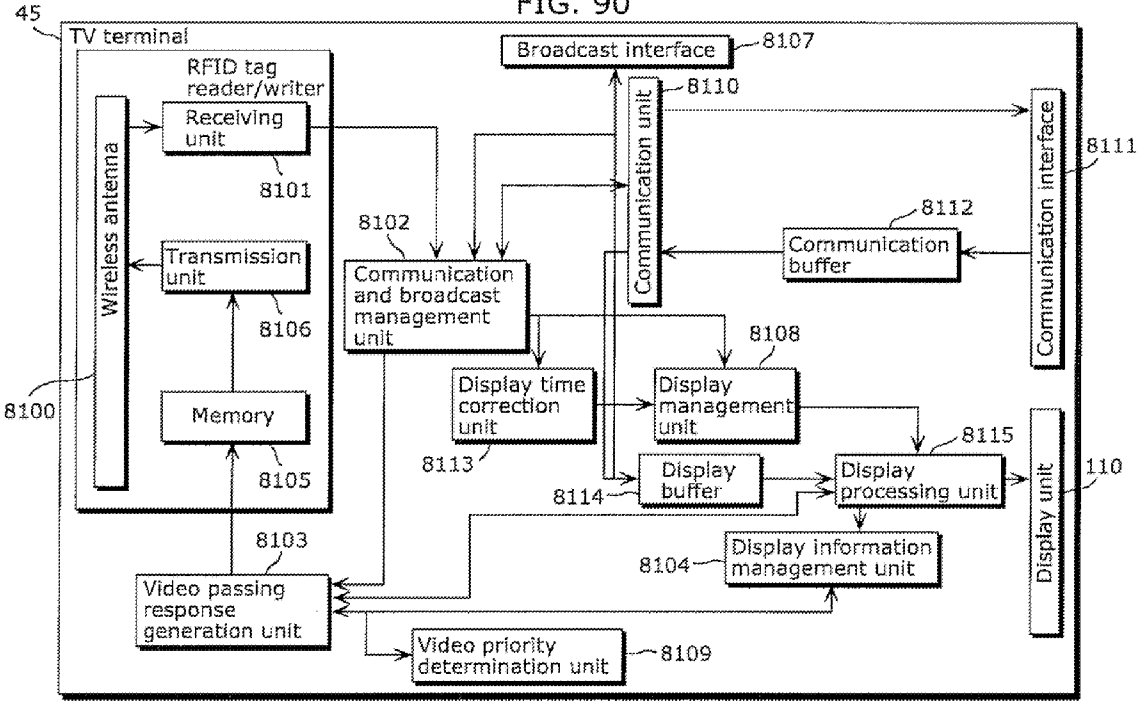 FIG. 90
45
TV terminal
Broadcast interface
8107
RFID tag
reader/writer
8110
Receiving
unit
8101
Wireless antenna
Communication unit
Communication interface
8111
8112
8102
Transmission
unit
8106
Communication
buffer
Communication
and broadcast
management
unit
8108
8100
Memory
8105
Display time
correction
unit
8113
Display
management
unit
8115
110
Display
buffer
8114
Display
processing unit
Display unit
8103
8104
Display information
management unit
Video passing
response
generation unit
Video priority
determination unit
8109